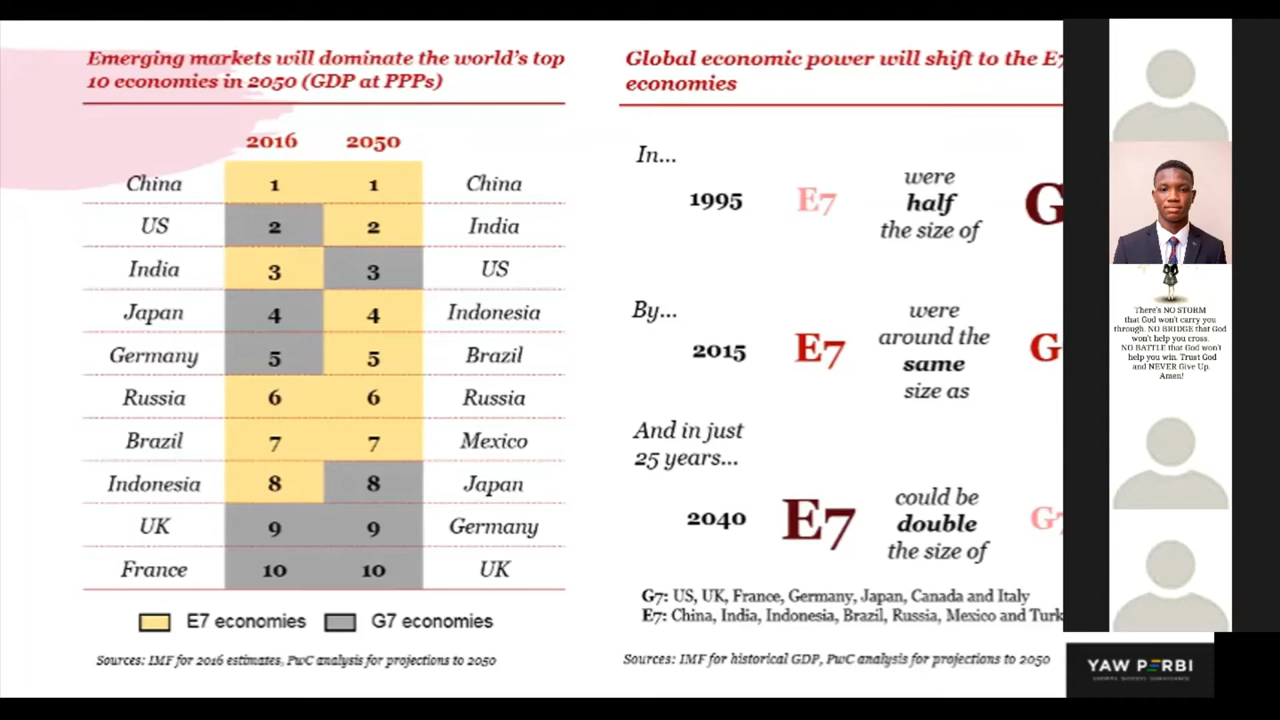 Emerging markets will dominate the world's top
10 economies in 2050 (GDP at PPPs)
2016 2050
China 1 1 China
US 2 2 India
India 3 3 US
Japan 4 4 Indonesia
Germany 5 5 Brazil
Russia 6 6 Russia
Brazil 7 7 Mexico
Indonesia 8 8 Japan
UK 9 9 Germany
France 10 10 UK
E7 economies G7 economies
Sources: IMF for 2016 estimates, PwC analysis for projections to 2050
Global economic power will shift to the E7
economies
In...
1995 E7 were
half
the size of
G
By...
2015 E7 were
around the
same
size as
G
And in just
25 years...
2040 E7 could be
double
the size of
G7
G7: US, UK, France, Germany, Japan, Canada and Italy
E7: China, India, Indonesia, Brazil, Russia, Mexico and Turk
Sources: IMF for historical GDP, PwC analysis for projections to 2050
There's NO STORM
that God won't carry you
through. NO BRIDGE that God
won't help you cross.
NO BATTLE that God won't
help you win. Trust God
and NEVER Give Up.
Amen!
YAW PERBI